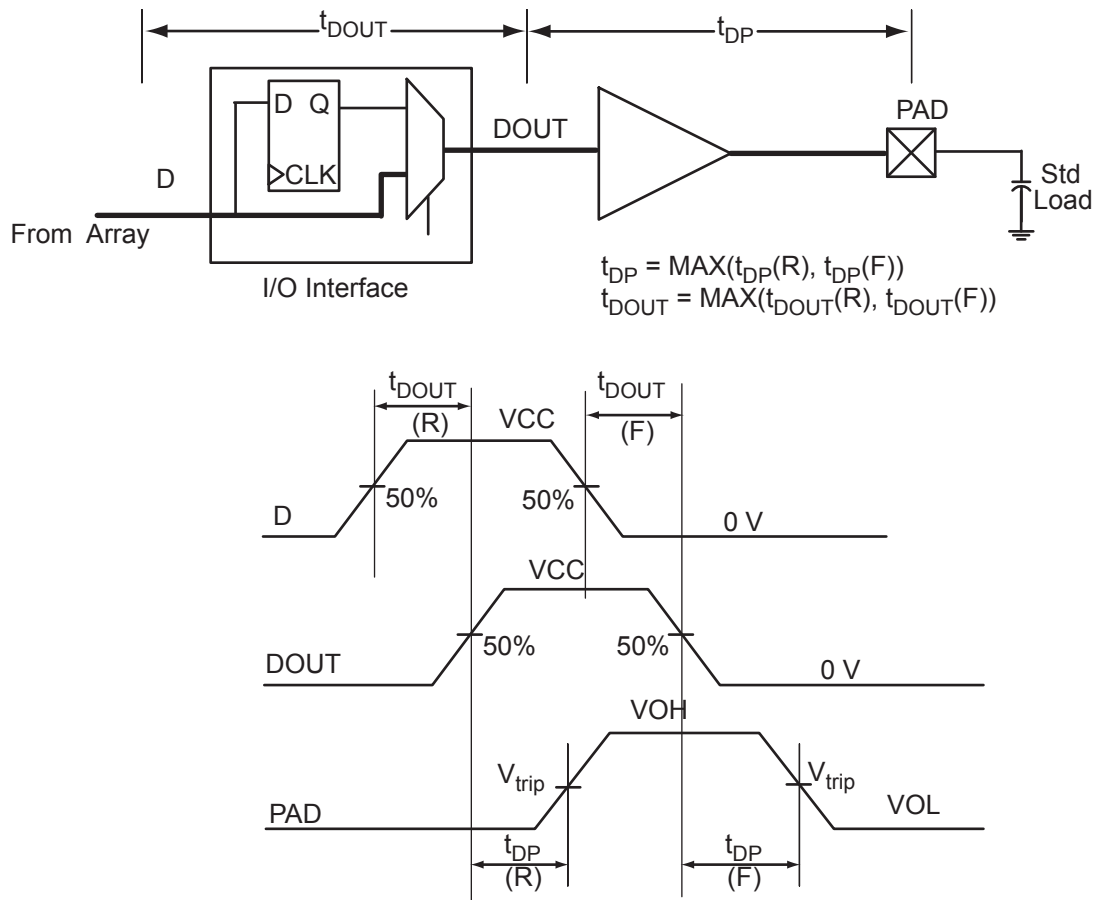 tDOUT
tDP
D Q
CLK
D
DOUT
PAD
Std
Load
From Array
I/O Interface
tDP = MAX(tDP(R), tDP(F))
tDOUT = MAX(tDOUT(R), tDOUT(F))
tDOUT
(R)
VCC
tDOUT
(F)
50%
50%
D
0 V
VCC
50%
50%
DOUT
0 V
VOH
Vtrip
Vtrip
PAD
VOL
tDP
(R)
tDP
(F)